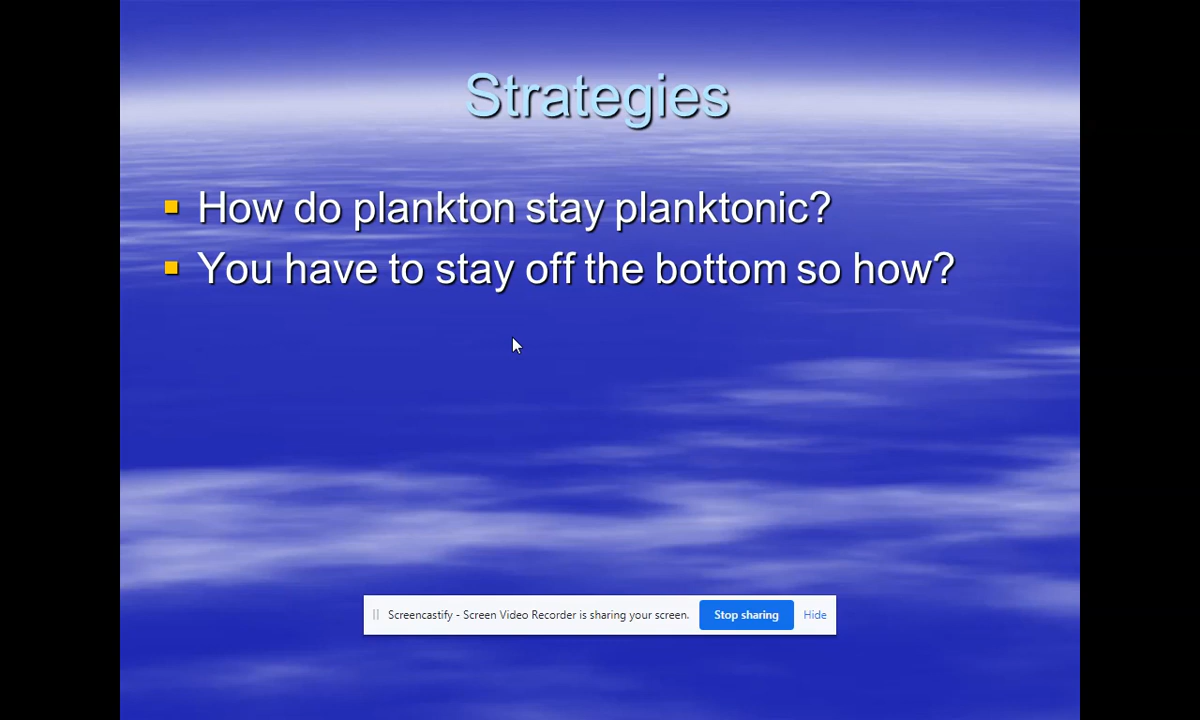 Strategies
How do plankton stay planktonic?
You have to stay off the bottom so how?
Screencastify - Screen Video Recorder is sharing your screen. Stop sharing Hide